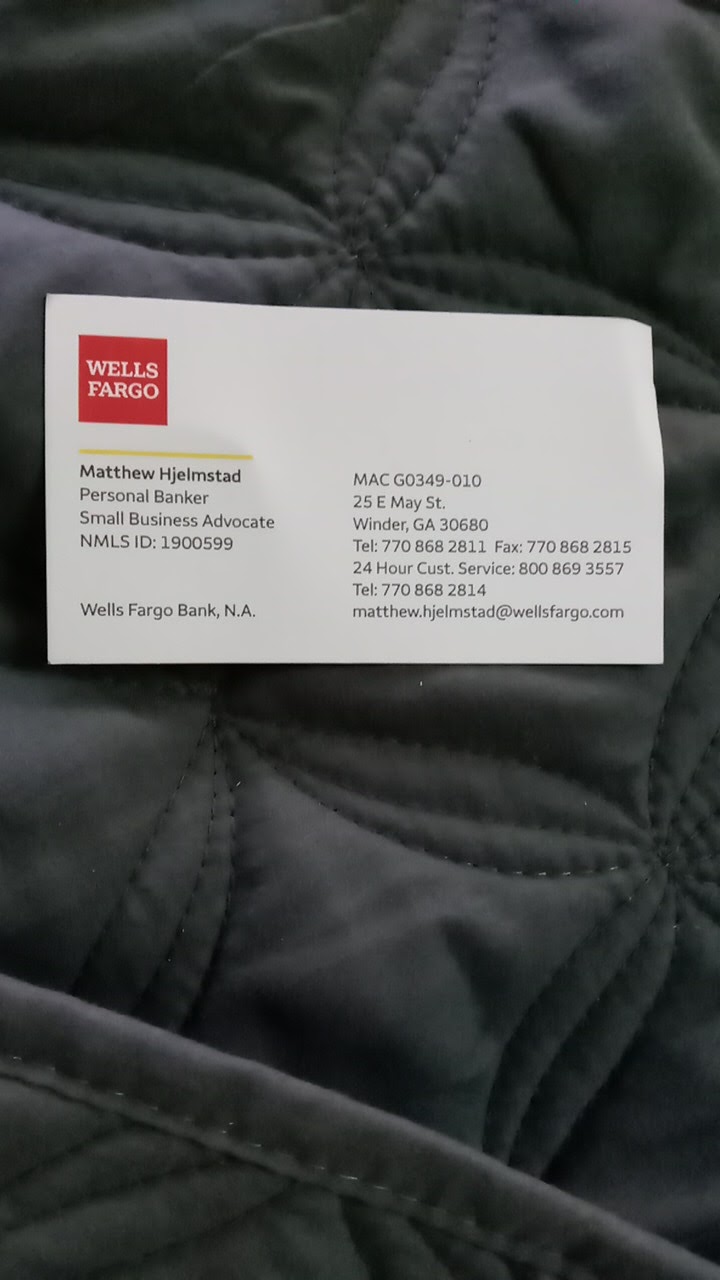 WELLS
FARGO
Matthew Hjelmstad
Personal Banker
Small Business Advocate
NMLS ID: 1900599
Wells Fargo Bank, N.A.
MAC G0349-010
25 E May St.
Winder, GA 30680
Tel: 770 868 2811 Fax: 770 868 2815
24 Hour Cust. Service: 800 869 3557
Tel: 770 868 2814
matthew.hjelmstad@wellsfargo.com